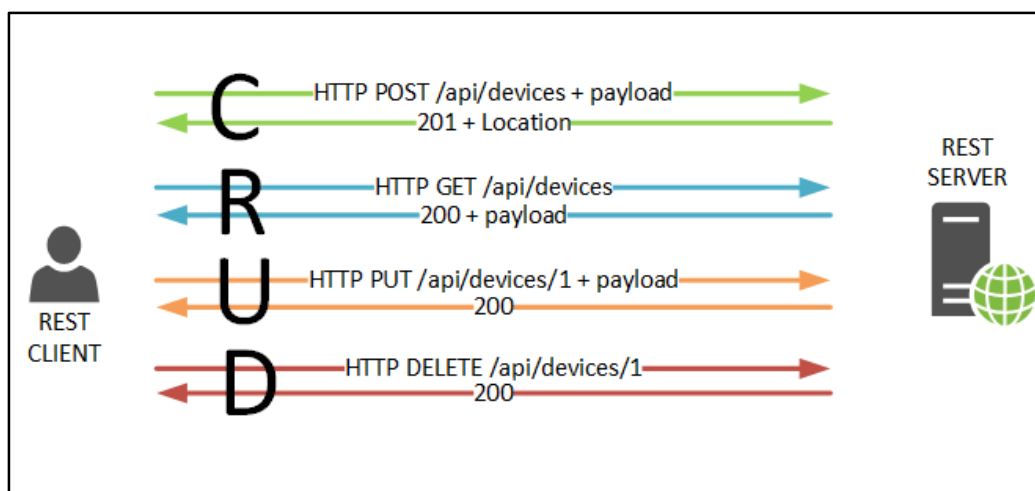 C
HTTP POST /api/devices + payload
201 + Location
R
HTTP GET /api/devices
200 + payload
U
HTTP PUT /api/devices/1 + payload
200
D
HTTP DELETE /api/devices/1
200
REST
CLIENT
REST
SERVER